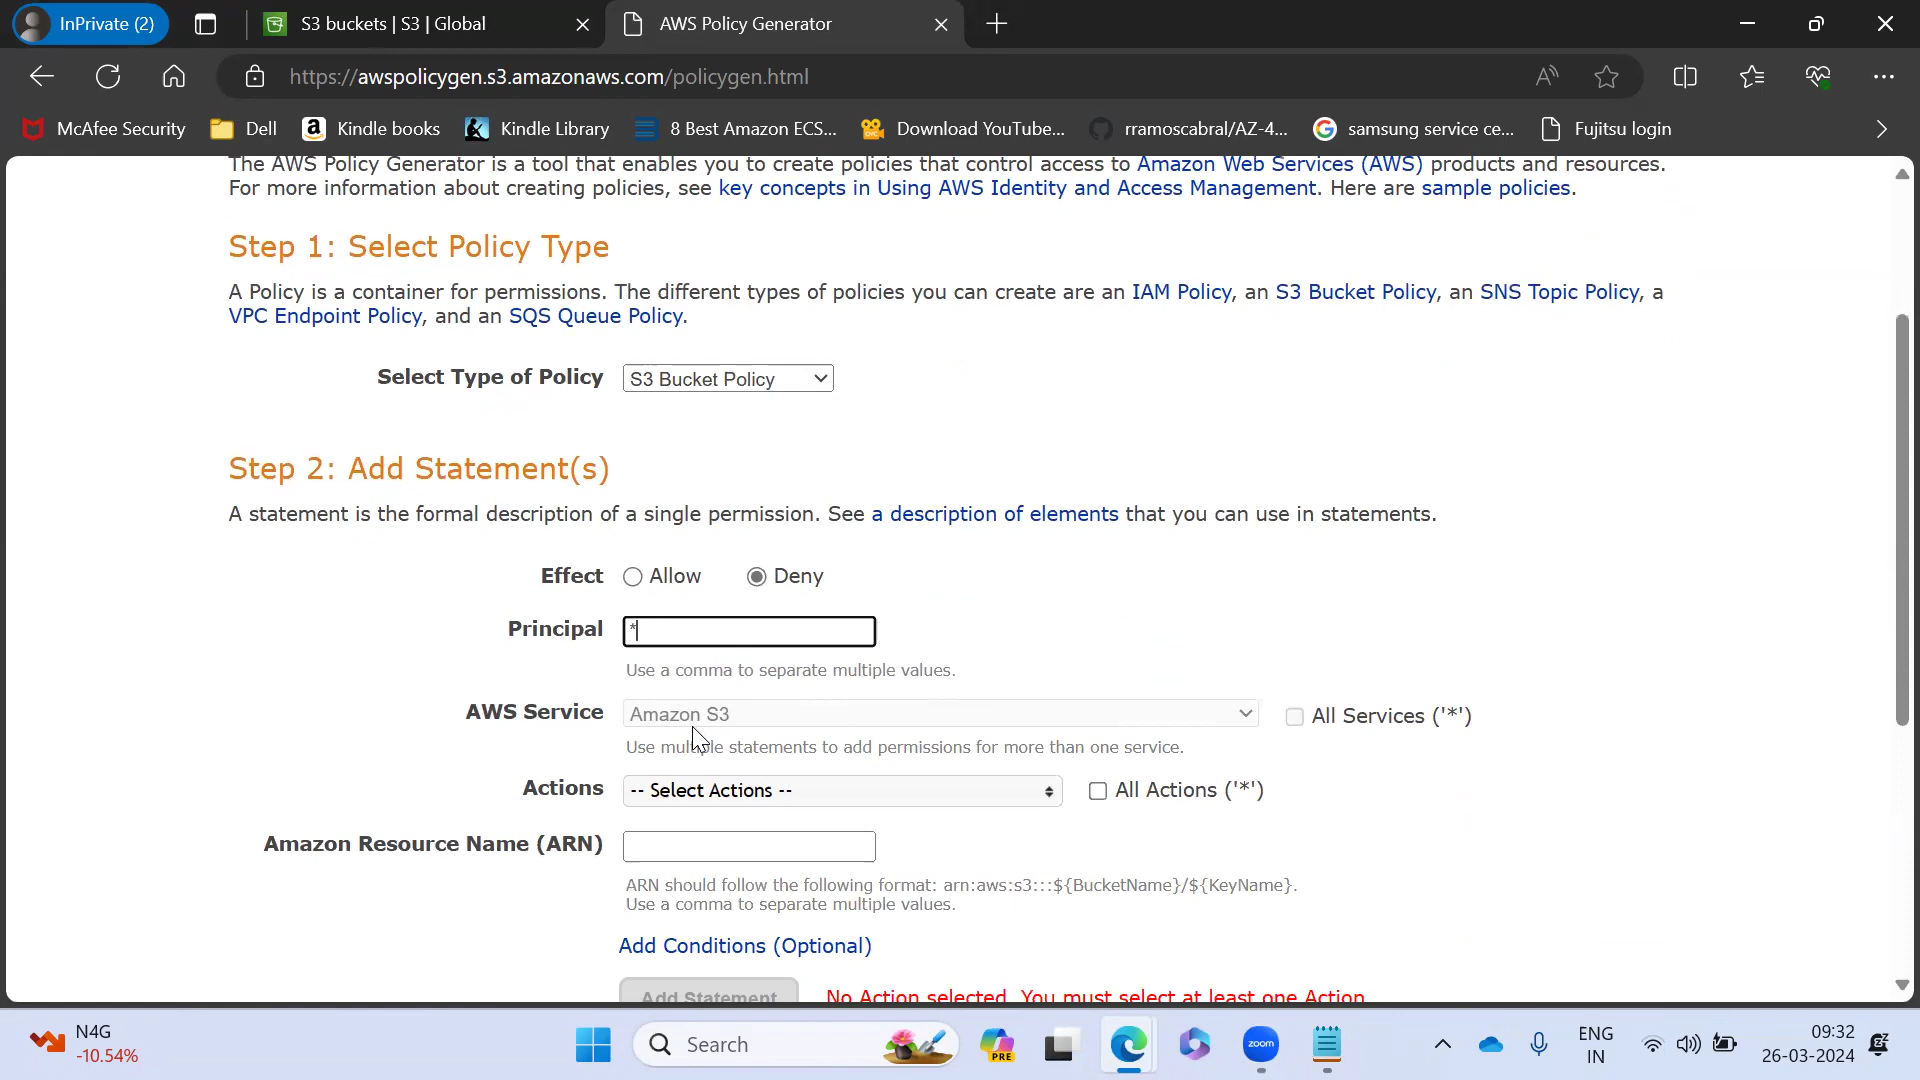 InPrivate (2)
S3 buckets | S3 | Global
AWS Policy Generator
https://awspolicygen.s3.amazonaws.com/policygen.html
McAfee Security
Dell
Kindle books
Kindle Library
8 Best Amazon ECS...
Download YouTube...
rramoscabral/AZ-4...
samsung service ce...
Fujitsu login
The AWS Policy Generator is a tool that enables you to create policies that control access to Amazon Web Services (AWS) products and resources.
For more information about creating policies, see key concepts in Using AWS Identity and Access Management. Here are sample policies.
Step 1: Select Policy Type
A Policy is a container for permissions. The different types of policies you can create are an IAM Policy, an S3 Bucket Policy, an SNS Topic Policy, a
VPC Endpoint Policy, and an SQS Queue Policy.
Select Type of Policy S3 Bucket Policy
Step 2: Add Statement(s)
A statement is the formal description of a single permission. See a description of elements that you can use in statements.
Effect Allow Deny
Principal *
Use a comma to separate multiple values.
AWS Service Amazon S3 All Services ('*')
Use multiple statements to add permissions for more than one service.
Actions -- Select Actions -- All Actions ('*')
Amazon Resource Name (ARN)
ARN should follow the following format: arn:aws:s3:::${BucketName}/${KeyName}.
Use a comma to separate multiple values.
Add Conditions (Optional)
Add Statement No Action selected. You must select at least one Action
N4G
-10.54%
Search
PRE
zoom
ENG
IN
09:32
26-03-2024